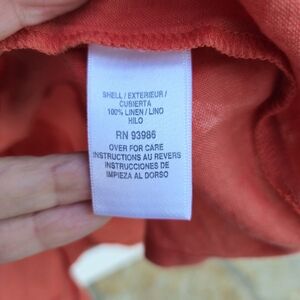 SHELL / EXTERIEUR /
CUBIERTA
100% LINEN / LINO
HILO
RN 93986
OVER FOR CARE
INSTRUCTIONS AU REVERS
INSTRUCCIONES DE
IMPIEZA AL DORSO